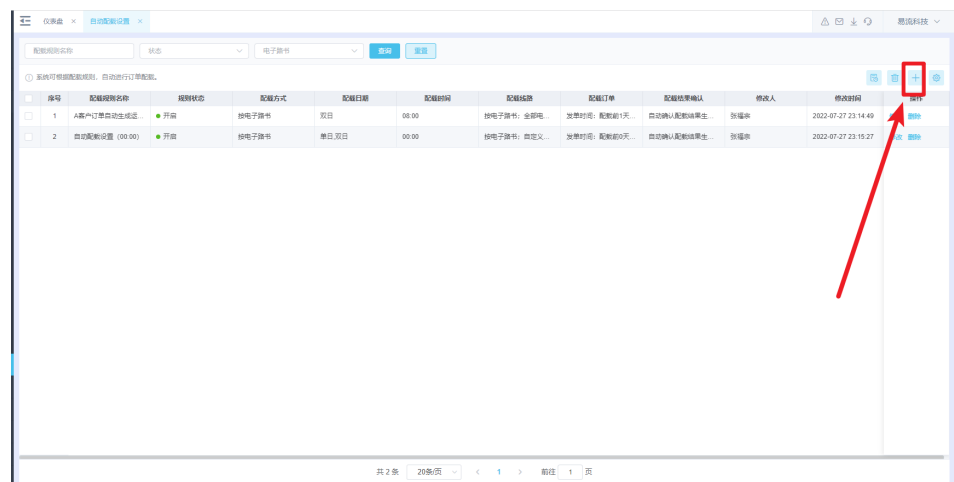 仪表盘 × 自动配载设置 × 易流科技
配载规则名称 状态 电子路书 查询 重置
系统可根据配载规则，自动进行订单配载。
序号 配载规则名称 规则状态 配载方式 配载日期 配载时间 配载线路 配载订单 配载结果确认 修改人 修改时间 操作
1 A客户订单自动生成运... 开启 按电子路书 双日 08:00 按电子路书：全部电... 发单时间：配载前1天... 自动确认配载结果生... 张福宗 2022-07-27 23:14:49 删除
2 自动配载设置（00:00） 开启 按电子路书 单日,双日 00:00 按电子路书：自定义... 发单时间：配载前0天... 自动确认配载结果生... 张福宗 2022-07-27 23:15:27 改 删除
共 2 条 20条/页 < 1 > 前往 1 页